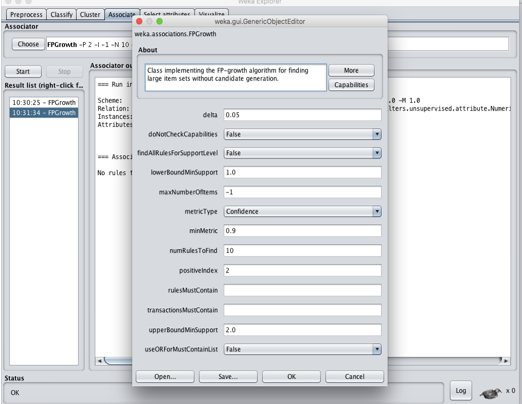 Weka Explorer
Preprocess Classify Cluster Associate Select attributes Visualize
Associator
Choose FPGrowth -P 2 -I -1 -N 10
Start Stop
Result list (right-click f...
10:30:25 - FPGrowth
10:31:34 - FPGrowth
Associator ou
=== Run in
Scheme: .0 -M 1.0
Relation: lters.unsupervised.attribute.Numeri
Instances:
Attributes
=== Associ
No rules f
weka.gui.GenericObjectEditor
weka.associations.FPGrowth
About
Class implementing the FP-growth algorithm for finding
large item sets without candidate generation.
More
Capabilities
delta 0.05
doNotCheckCapabilities False
findAllRulesForSupportLevel False
lowerBoundMinSupport 1.0
maxNumberOfItems -1
metricType Confidence
minMetric 0.9
numRulesToFind 10
positiveIndex 2
rulesMustContain
transactionsMustContain
upperBoundMinSupport 2.0
useORForMustContainList False
Open... Save... OK Cancel
Status
OK
Log x 0